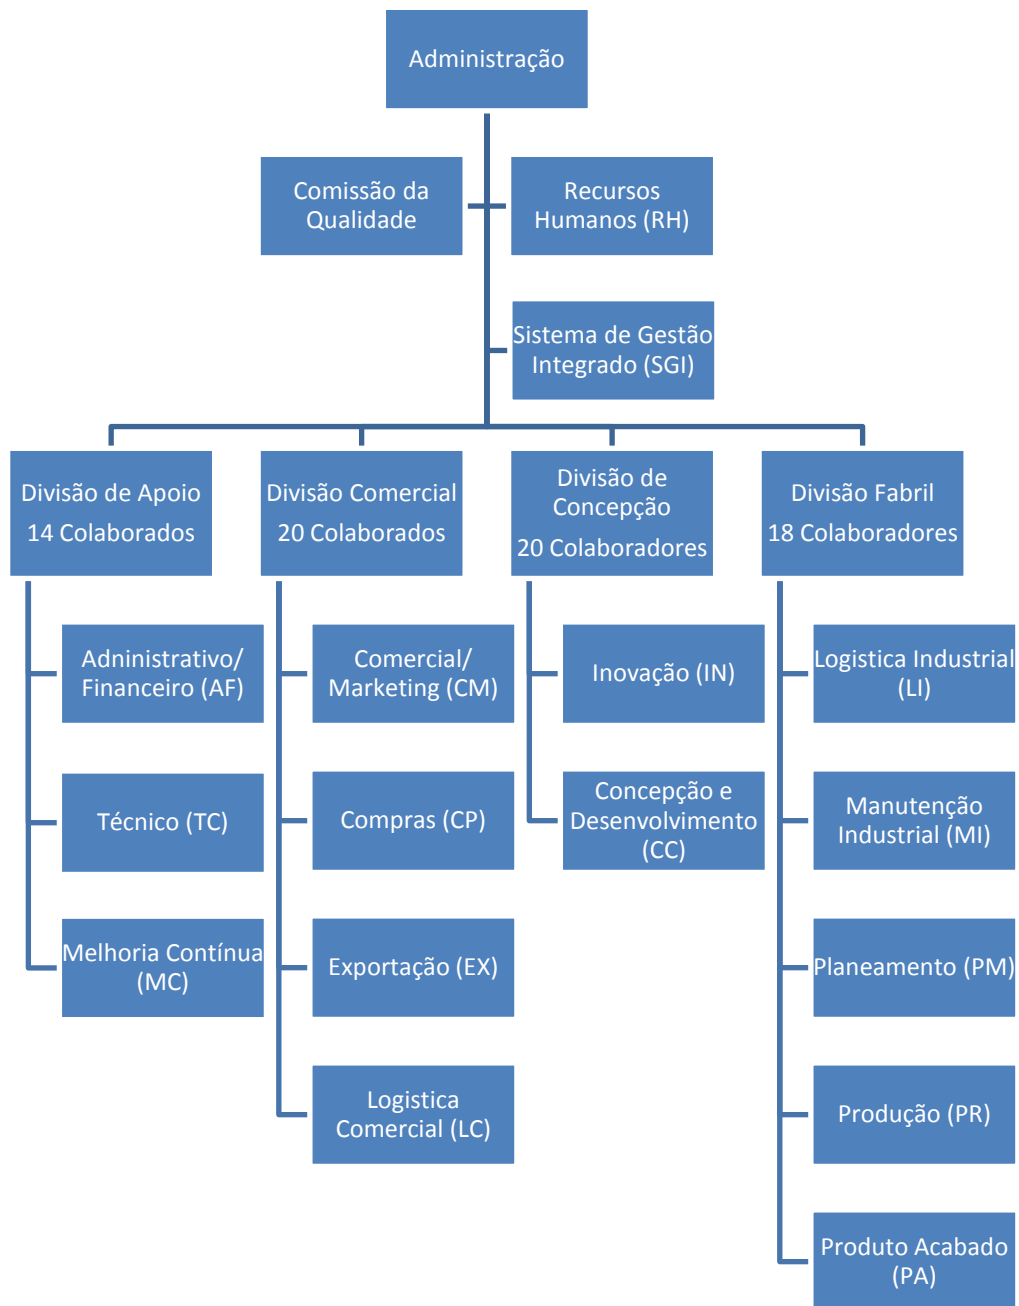 Administração
Comissão da
Qualidade
Recursos
Humanos (RH)
Sistema de Gestão
Integrado (SGI)
Divisão de Apoio
14 Colaborados
Divisão Comercial
20 Colaborados
Divisão de
Concepção
20 Colaboradores
Divisão Fabril
18 Colaboradores
Adninistrativo/
Financeiro (AF)
Técnico (TC)
Melhoria Contínua
(MC)
Comercial/
Marketing (CM)
Compras (CP)
Exportação (EX)
Logistica
Comercial (LC)
Inovação (IN)
Concepção e
Desenvolvimento
(CC)
Logistica Industrial
(LI)
Manutenção
Industrial (MI)
Planeamento (PM)
Produção (PR)
Produto Acabado
(PA)